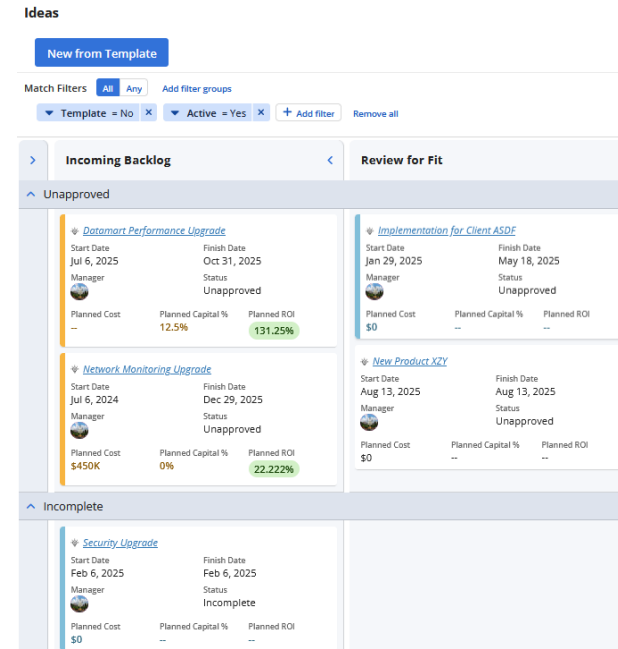 Ideas
New from Template
Match Filters All Any Add filter groups
Template = No × Active = Yes × + Add filter Remove all
Incoming Backlog Review for Fit
Unapproved
Datamart Performance Upgrade
Start Date Finish Date
Jul 6, 2025 Oct 31, 2025
Manager Status
Unapproved
Planned Cost Planned Capital % Planned ROI
-- 12.5% 131.25%
Network Monitoring Upgrade
Start Date Finish Date
Jul 6, 2024 Dec 29, 2025
Manager Status
Unapproved
Planned Cost Planned Capital % Planned ROI
$450K 0% 22.222%
Implementation for Client ASDF
Start Date Finish Date
Jan 29, 2025 May 18, 2025
Manager Status
Unapproved
Planned Cost Planned Capital % Planned ROI
$0 -- --
New Product XZY
Start Date Finish Date
Aug 13, 2025 Aug 13, 2025
Manager Status
Unapproved
Planned Cost Planned Capital % Planned ROI
$0 -- --
Incomplete
Security Upgrade
Start Date Finish Date
Feb 6, 2025 Feb 6, 2025
Manager Status
Incomplete
Planned Cost Planned Capital % Planned ROI
$0 -- --